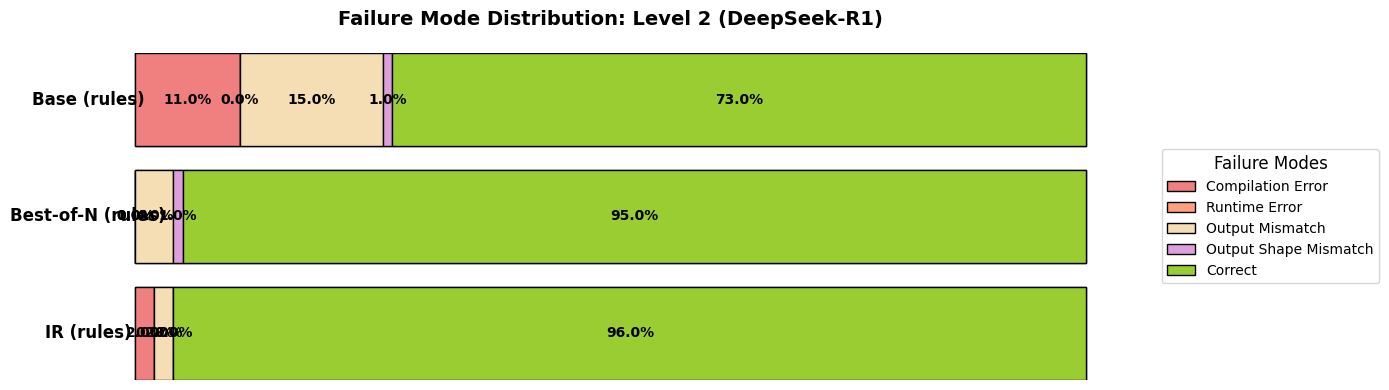 Failure Mode Distribution: Level 2 (DeepSeek-R1)
Base (rules) 11.0% 0.0% 15.0% 1.0% 73.0%
Best-of-N (rules) 95.0%
IR (rules) 96.0%
Failure Modes
Compilation Error
Runtime Error
Output Mismatch
Output Shape Mismatch
Correct